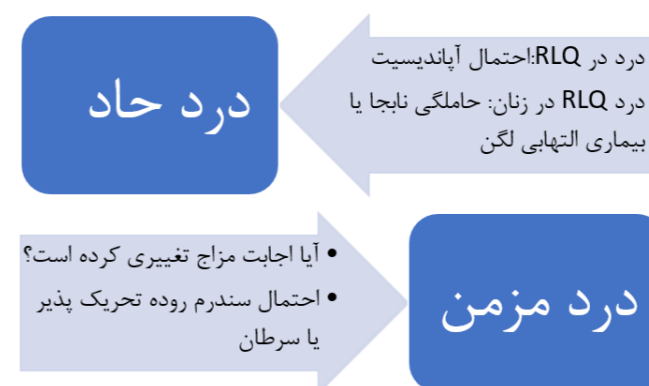 درد حاد
درد در RLQ:احتمال آپاندیسیت
درد RLQ در زنان: حاملگی نابجا یا
بیماری التهابی لگن
درد مزمن
• آیا اجابت مزاج تغییری کرده است؟
• احتمال سندرم روده تحریک پذیر
یا سرطان